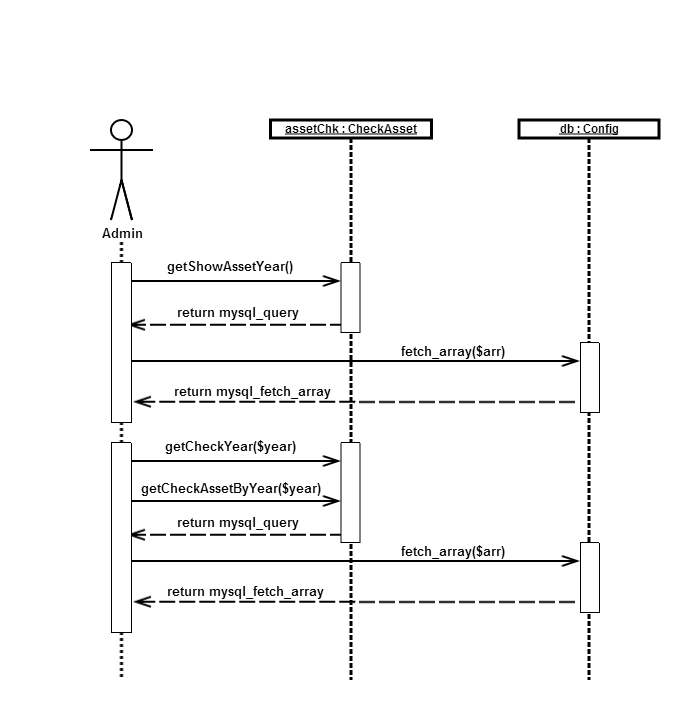 assetChk : CheckAsset
db : Config
Admin
getShowAssetYear()
return mysql_query
fetch_array($arr)
return mysql_fetch_array
getCheckYear($year)
getCheckAssetByYear($year)
return mysql_query
fetch_array($arr)
return mysql_fetch_array